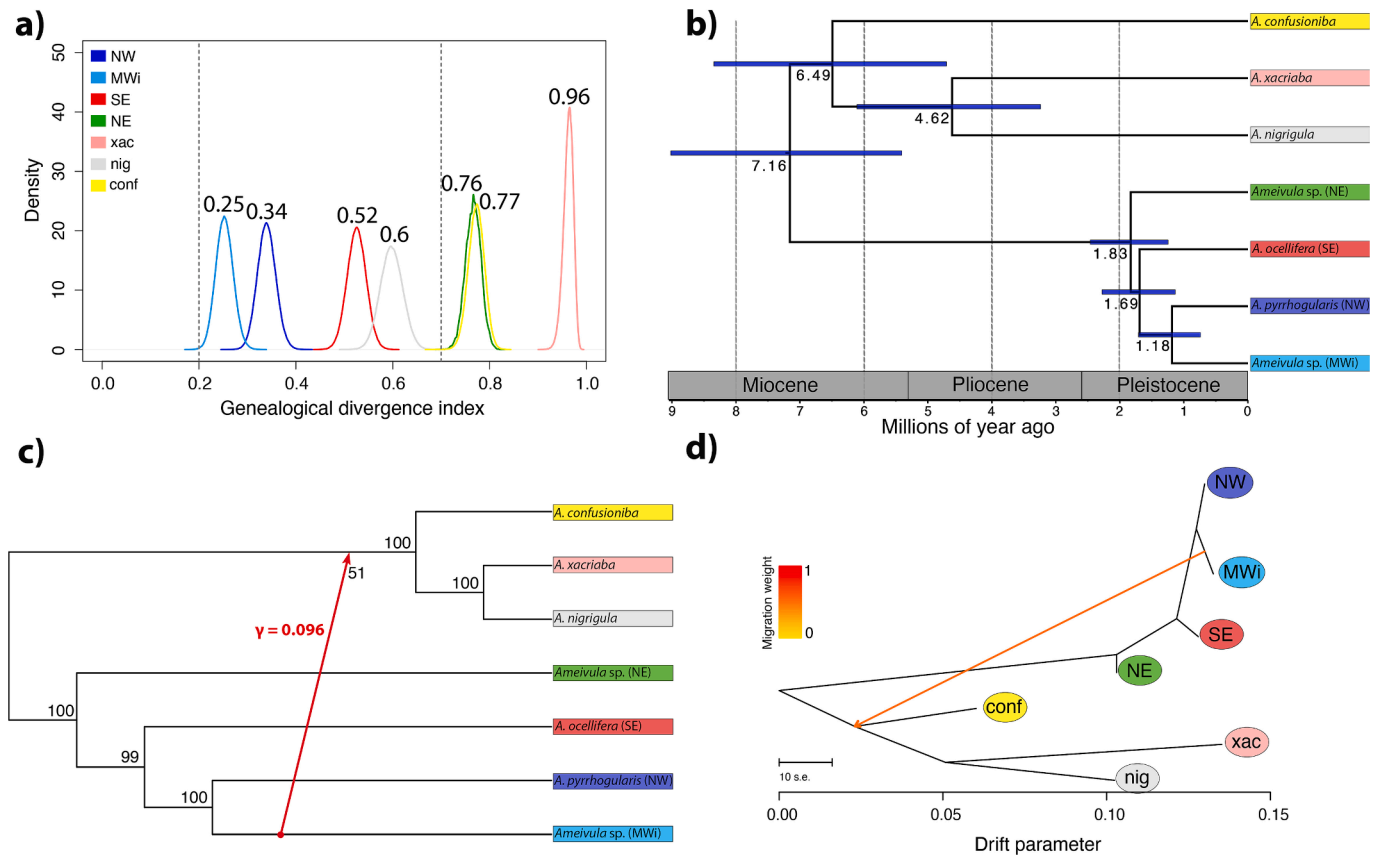 a)
50
40
30
20
10
0
Density
NW
MWi
SE
NE
xac
nig
conf
0.25
0.34
0.52
0.6
0.76
0.77
0.96
0.0
0.2
0.4
0.6
0.8
1.0
Genealogical divergence index
b)
6.49
4.62
7.16
1.83
1.69
1.18
A. confusioniba
A. xacriaba
A. nigrigula
Ameivula sp. (NE)
A. ocellifera (SE)
A. pyrrhogularis (NW)
Ameivula sp. (MWi)
Miocene
Pliocene
Pleistocene
9
8
7
6
5
4
3
2
1
0
Millions of year ago
c)
100
51
100
γ = 0.096
100
99
100
A. confusioniba
A. xacriaba
A. nigrigula
Ameivula sp. (NE)
A. ocellifera (SE)
A. pyrrhogularis (NW)
Ameivula sp. (MWi)
d)
Migration weight
1
0
NW
MWi
SE
NE
conf
xac
nig
10 s.e.
0.00
0.05
0.10
0.15
Drift parameter